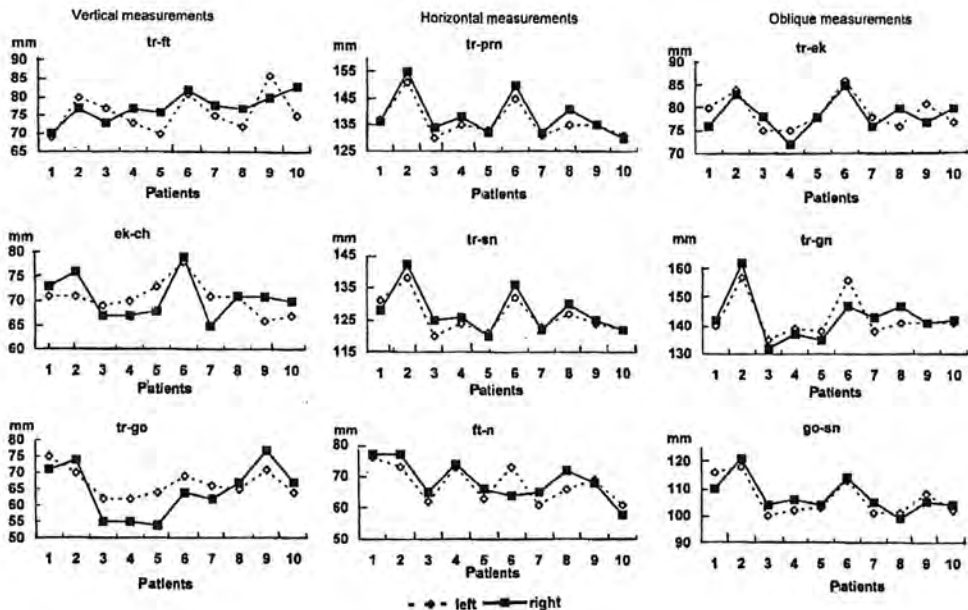 Vertical measurements
Horizontal measurements
Oblique measurements
mm
tr-ft
90
85
80
75
70
65
1 2 3 4 5 6 7 8 9 10
Patients
mm
tr-prn
155
145
135
125
1 2 3 4 5 6 7 8 9 10
Patients
mm
tr-ek
90
85
80
75
70
1 2 3 4 5 6 7 8 9 10
Patients
mm
ek-ch
80
75
70
65
60
1 2 3 4 5 6 7 8 9 10
Patients
mm
tr-sn
145
135
125
115
1 2 3 4 5 6 7 8 9 10
Patients
mm
tr-gn
160
150
140
130
1 2 3 4 5 6 7 8 9 10
Patients
mm
tr-go
80
75
70
65
60
55
50
1 2 3 4 5 6 7 8 9 10
Patients
mm
ft-n
80
70
60
50
1 2 3 4 5 6 7 8 9 10
Patients
mm
go-sn
120
110
100
90
1 2 3 4 5 6 7 8 9 10
Patients
left right